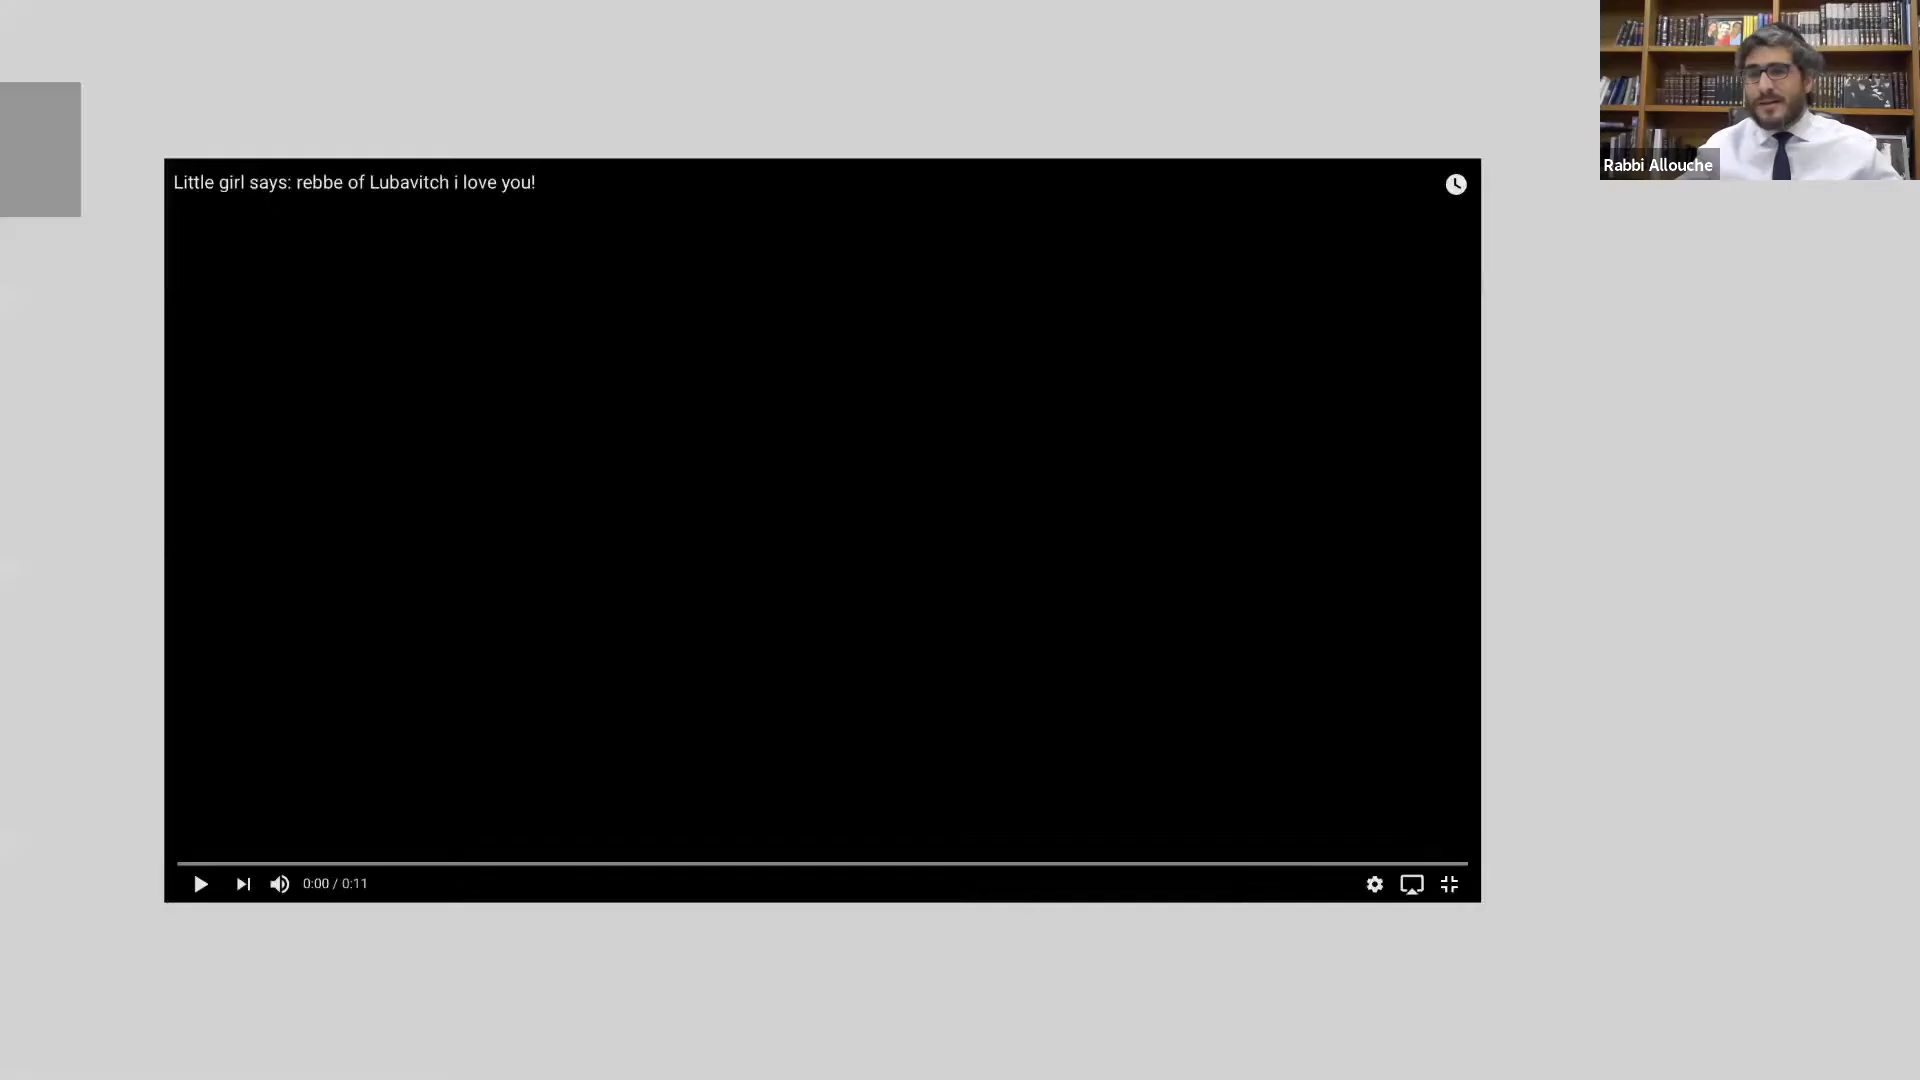 Little girl says: rebbe of Lubavitch i love you!
Rabbi Allouche
0:00 / 0:11